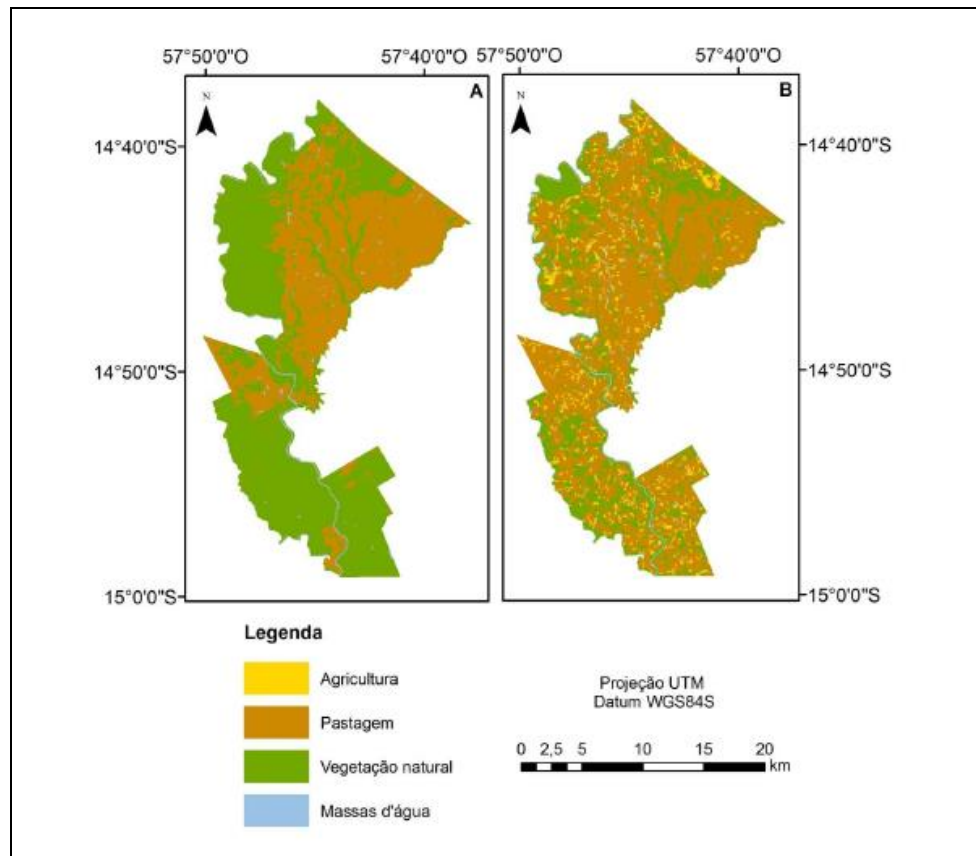 57°50'0"O 57°40'0"O 57°50'0"O 57°40'0"O
A B
N N
14°40'0"S 14°40'0"S
14°50'0"S 14°50'0"S
15°0'0"S 15°0'0"S
Legenda
Agricultura
Pastagem
Vegetação natural
Massas d'água
Projeção UTM
Datum WGS84S
0 2,5 5 10 15 20
km